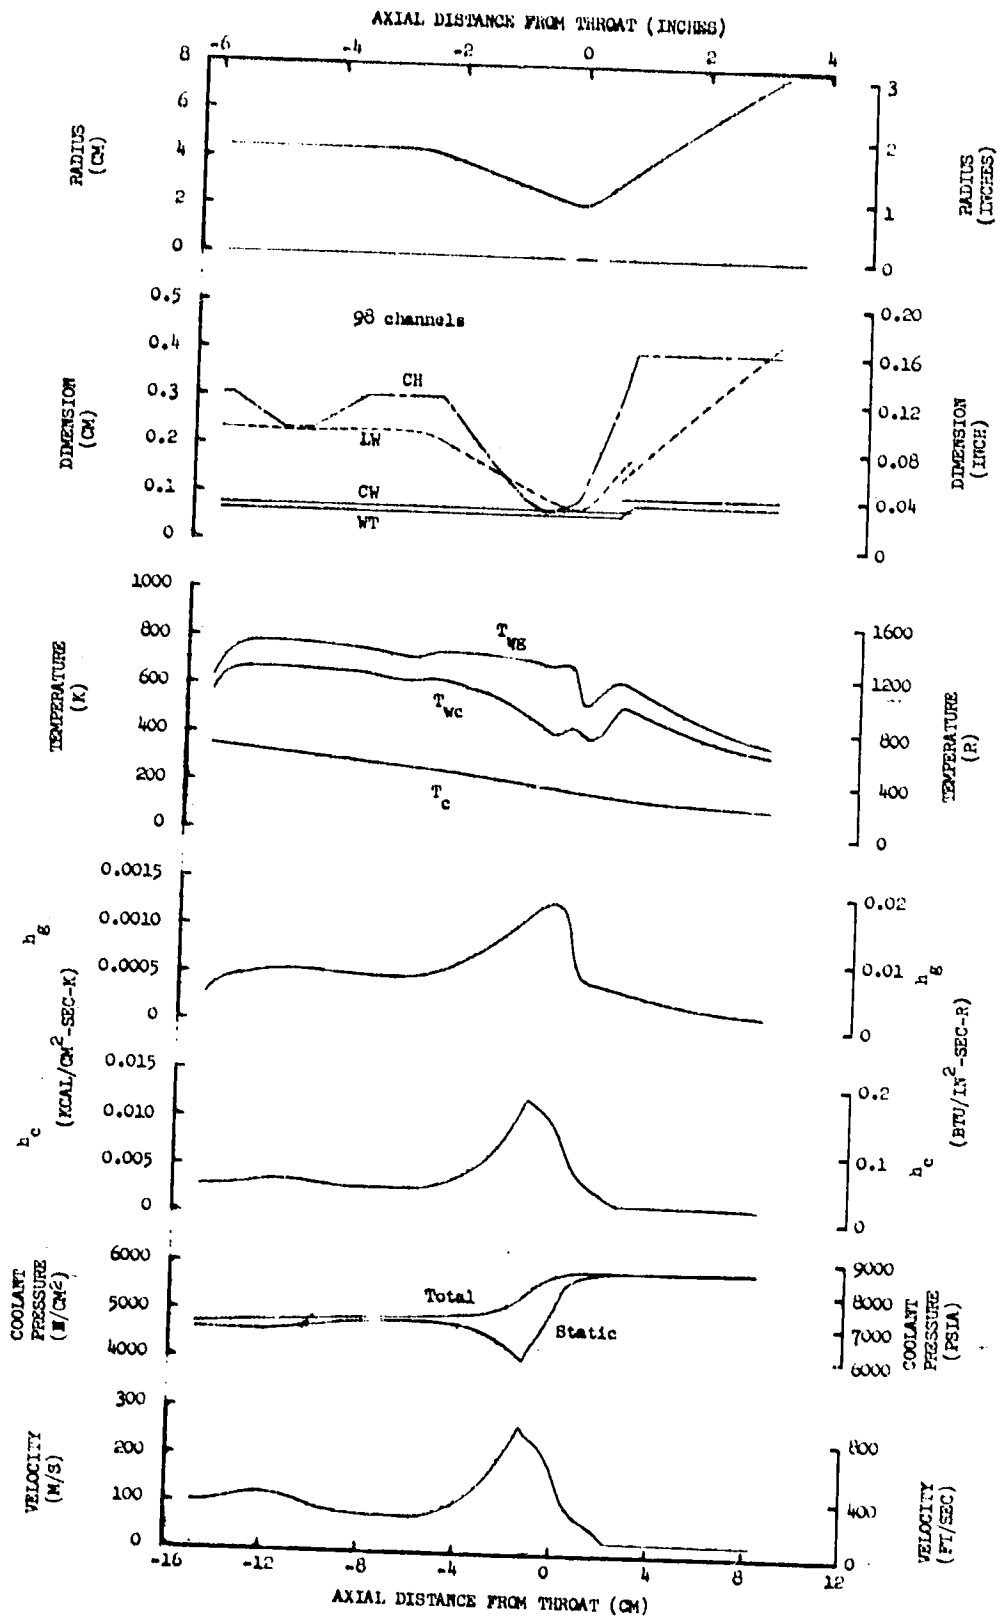 AXIAL DISTANCE FROM THROAT (INCHES)
-6 -4 -2 0 2 4
8
6
4
2
0
RADIUS
(CM)
3
2
1
0
RADIUS
(INCHES)
0.5
0.4
0.3
0.2
0.1
0
DIMENSION
(CM)
98 channels
CH
LW
CW
WT
0.20
0.16
0.12
0.08
0.04
0
DIMENSION
(INCH)
1000
800
600
400
200
0
TEMPERATURE
(K)
Twg
Twc
Tc
1600
1200
800
400
0
TEMPERATURE
(R)
0.0015
0.0010
0.0005
0
hg
0.02
0.01
0
hg
(KCAL/CM²-SEC-K)
(BTU/IN²-SEC-R)
0.015
0.010
0.005
0
hc
0.2
0.1
0
hc
6000
5000
4000
COOLANT
PRESSURE
(N/CM²)
Total
Static
9000
8000
7000
6000
COOLANT
PRESSURE
(PSIA)
300
200
100
0
VELOCITY
(M/S)
800
400
0
VELOCITY
(FT/SEC)
-16 -12 -8 -4 0 4 8 12
AXIAL DISTANCE FROM THROAT (CM)